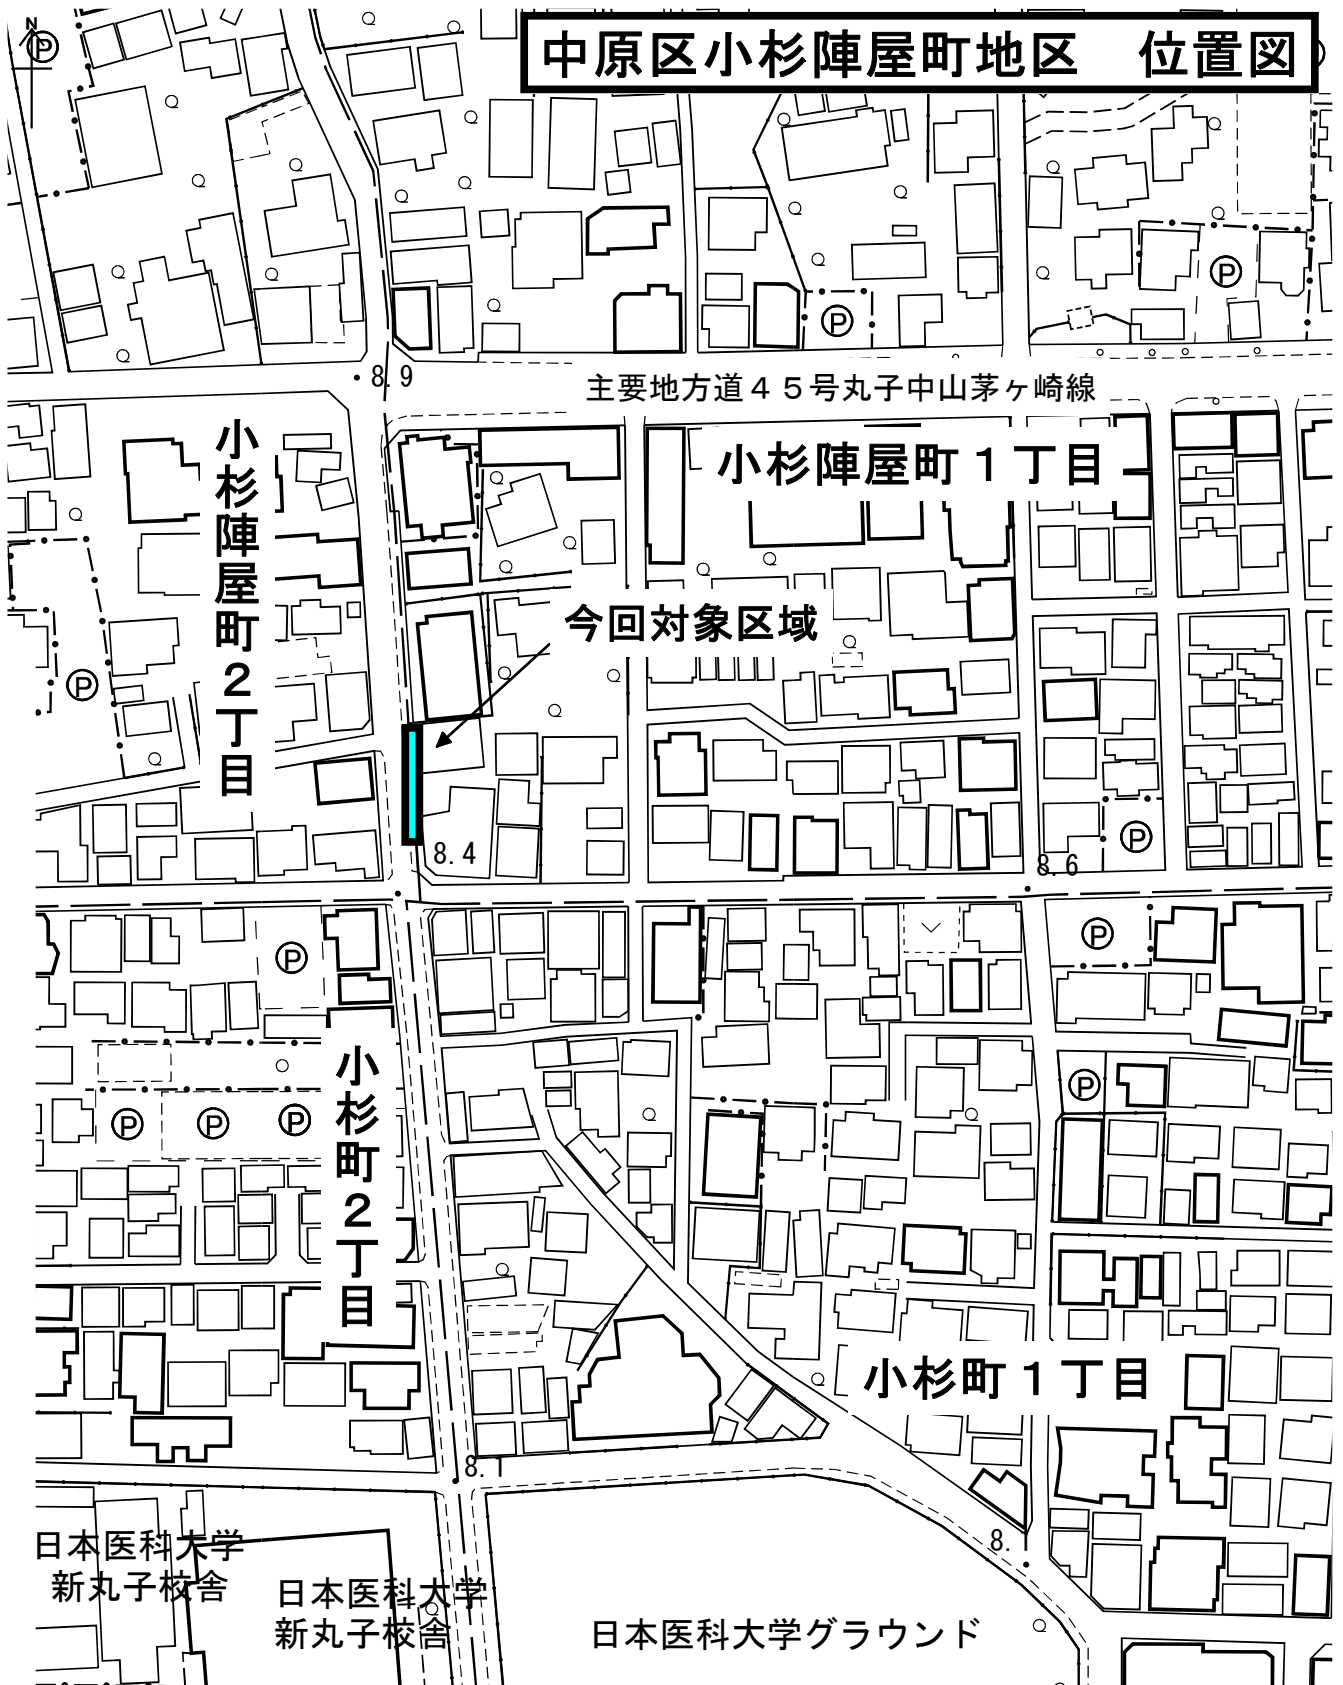 中原区小杉陣屋町地区　位置図
N
Ⓟ
Ⓟ
Ⓟ
8.9
主要地方道４５号丸子中山茅ヶ崎線
小杉陣屋町２丁目
小杉陣屋町１丁目
今回対象区域
Ⓟ
Ⓟ
8.4
8.6
Ⓟ
Ⓟ
小杉町２丁目
Ⓟ
Ⓟ
Ⓟ
Ⓟ
小杉町１丁目
8.1
8.
日本医科大学
新丸子校舎
日本医科大学
新丸子校舎
日本医科大学グラウンド